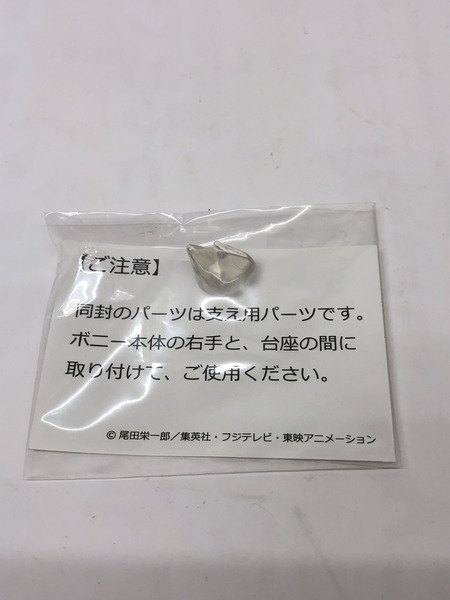 【ご注意】
同封のパーツは支え用パーツです。
ボニー本体の右手と、台座の間に
取り付けて、ご使用ください。
© 尾田栄一郎／集英社・フジテレビ・東映アニメーション